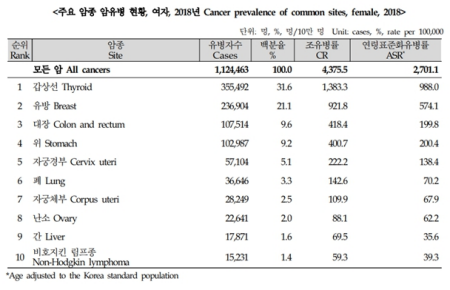 <주요 암종 암유병 현황, 여자, 2018년 Cancer prevalence of common sites, female, 2018>
단위: 명, %, 명/10만 명 Unit: cases, %, rate per 100,000
순위 암종 유병자수 백분율 조유병률 연령표준화유병률
Rank Site Cases % CR ASR*
모든 암 All cancers 1,124,463 100.0 4,375.5 2,701.1
1 갑상선 Thyroid 355,492 31.6 1,383.3 988.0
2 유방 Breast 236,904 21.1 921.8 574.1
3 대장 Colon and rectum 107,514 9.6 418.4 199.8
4 위 Stomach 102,987 9.2 400.7 200.4
5 자궁경부 Cervix uteri 57,104 5.1 222.2 138.4
6 폐 Lung 36,646 3.3 142.6 70.2
7 자궁체부 Corpus uteri 28,249 2.5 109.9 67.9
8 난소 Ovary 22,641 2.0 88.1 62.2
9 간 Liver 17,871 1.6 69.5 35.6
10 비호지킨 림프종 15,231 1.4 59.3 39.3
Non-Hodgkin lymphoma
*Age adjusted to the Korea standard population